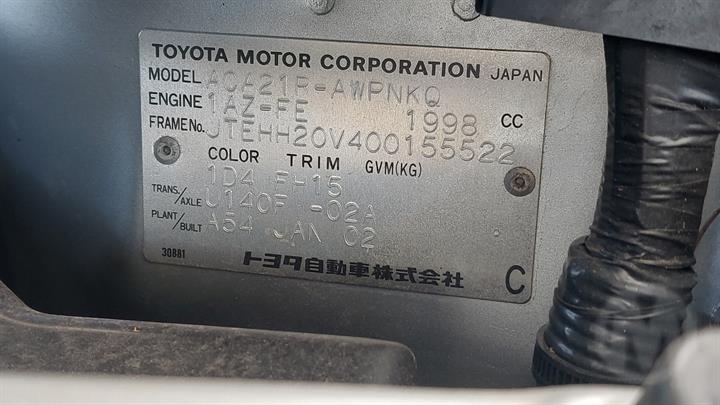 TOYOTA MOTOR CORPORATION JAPAN
MODEL ACA21R-AWPNKQ
ENGINE 1AZ-FE 1998 CC
FRAME No. JTEHH20V400155522
COLOR TRIM GVM(KG)
1D4 FH15
TRANS./AXLE U140F -02A
PLANT/BUILT A54 JAN 02
30881
トヨタ自動車株式会社 C